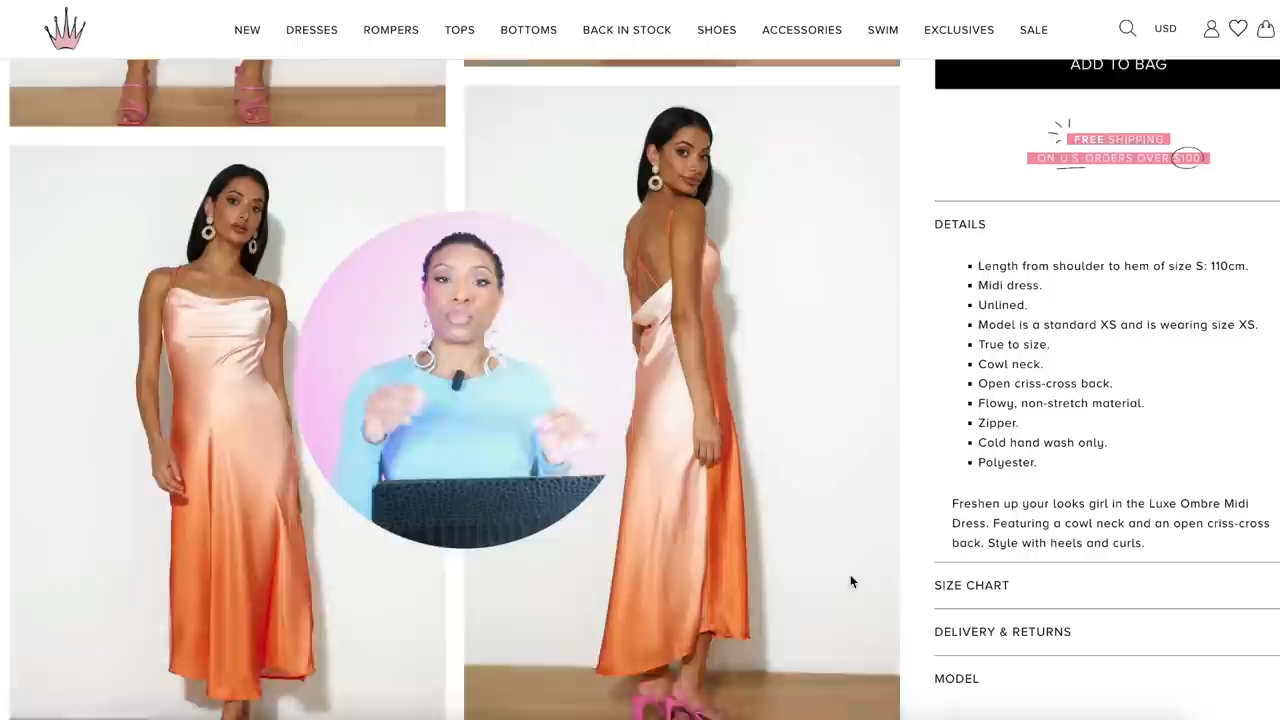 NEW DRESSES ROMPERS TOPS BOTTOMS BACK IN STOCK SHOES ACCESSORIES SWIM EXCLUSIVES SALE USD
ADD TO BAG
FREE SHIPPING
ON U.S. ORDERS OVER $100
DETAILS
Length from shoulder to hem of size S: 110cm.
Midi dress.
Unlined.
Model is a standard XS and is wearing size XS.
True to size.
Cowl neck.
Open criss-cross back.
Flowy, non-stretch material.
Zipper.
Cold hand wash only.
Polyester.
Freshen up your looks girl in the Luxe Ombre Midi
Dress. Featuring a cowl neck and an open criss-cross
back. Style with heels and curls.
SIZE CHART
DELIVERY & RETURNS
MODEL